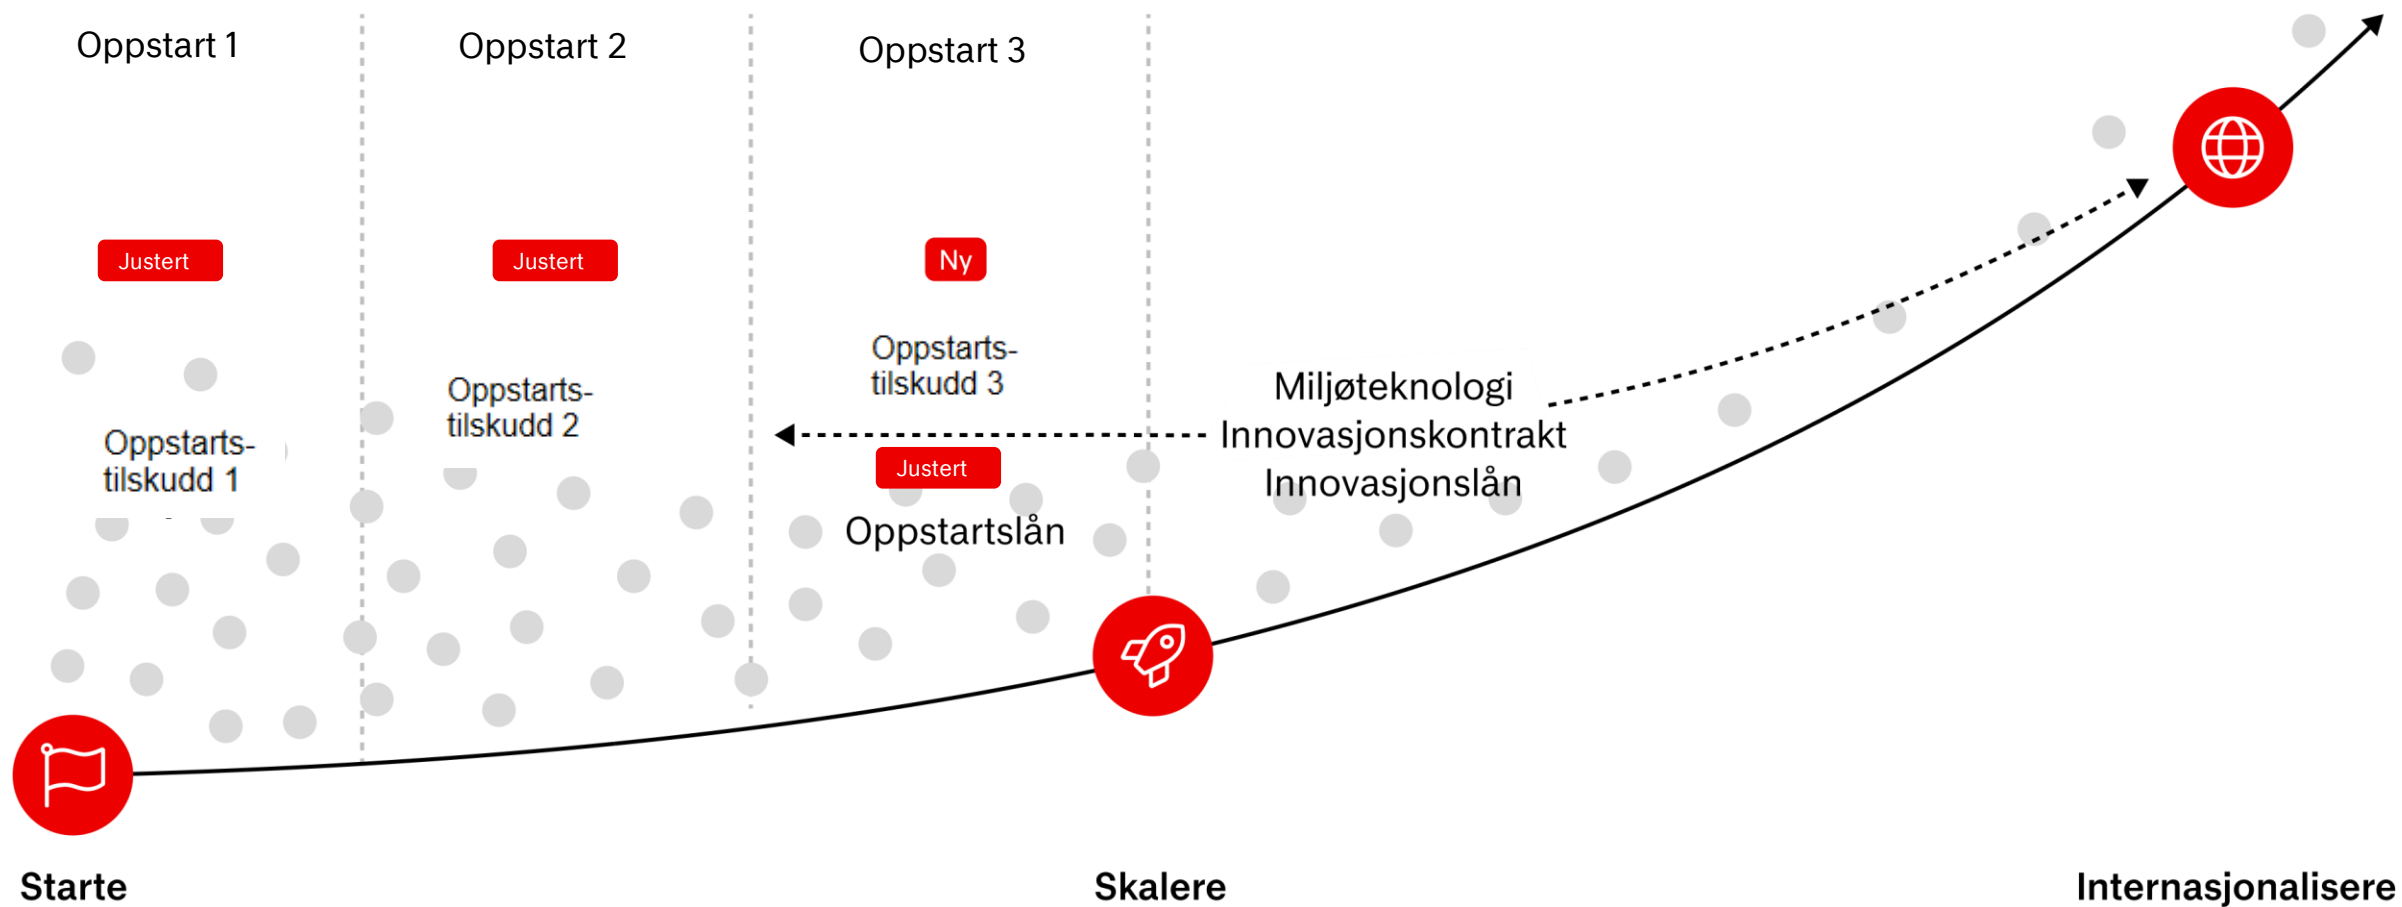 Oppstart 1
Oppstart 2
Oppstart 3
Justert
Justert
Ny
Oppstarts-
tilskudd 1
Oppstarts-
tilskudd 2
Oppstarts-
tilskudd 3
Justert
Oppstartslån
Miljøteknologi
Innovasjonskontrakt
Innovasjonslån
Starte
Skalere
Internasjonalisere